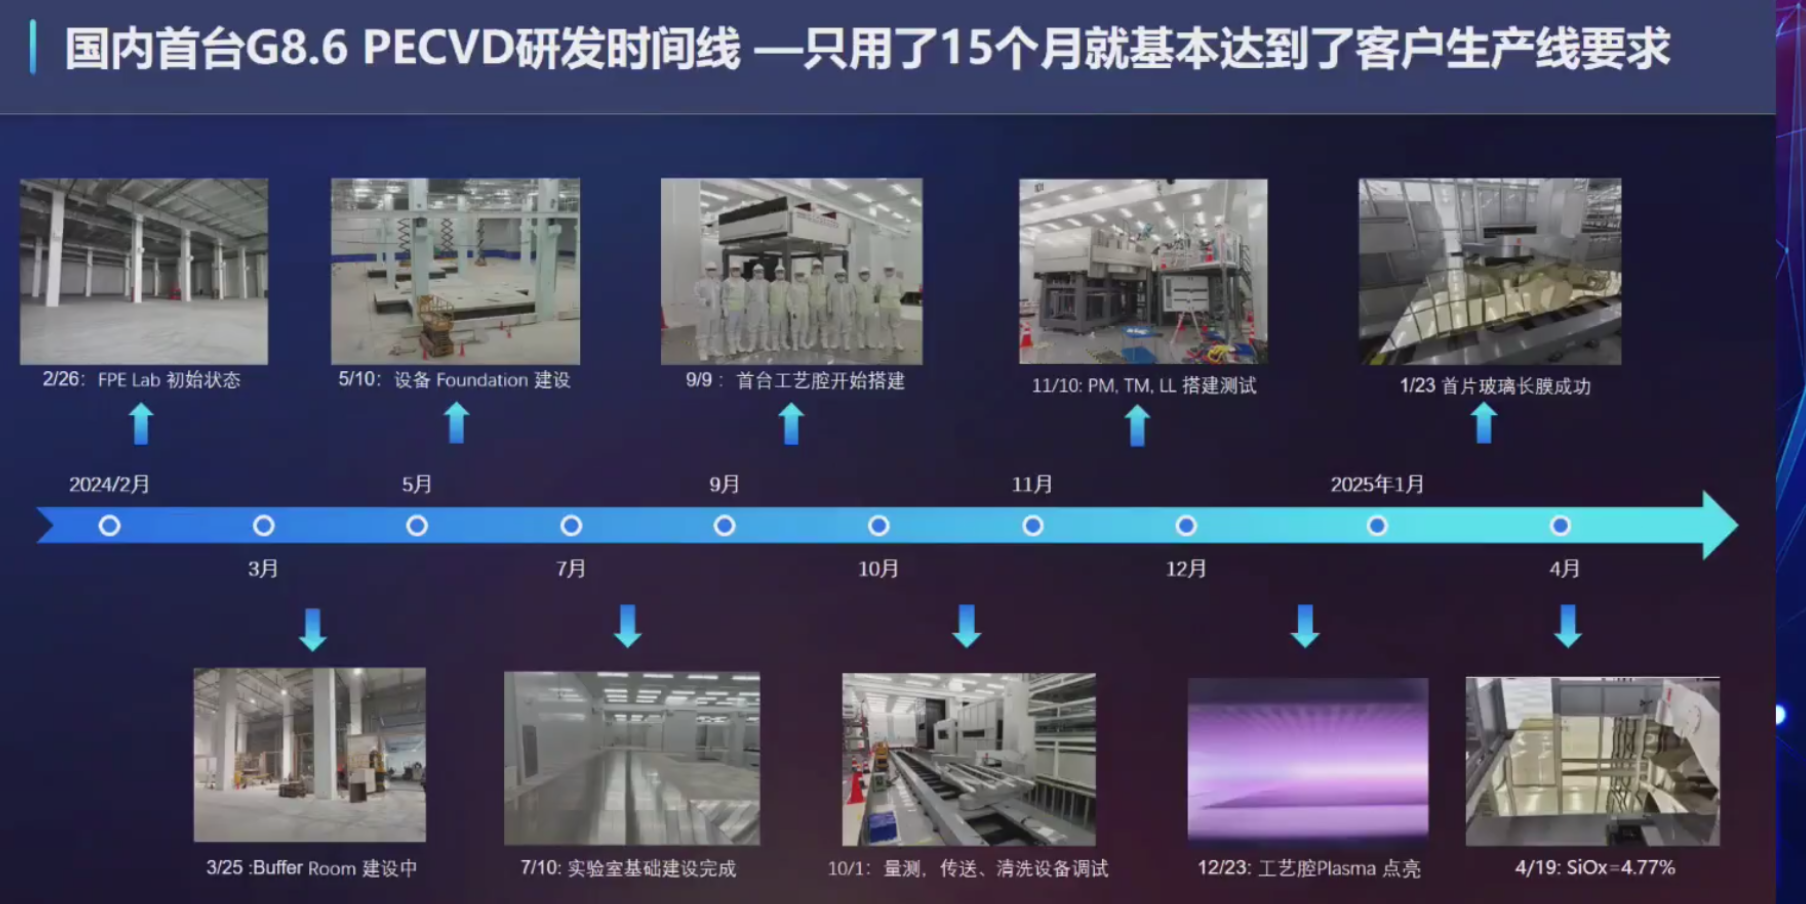 国内首台G8.6 PECVD研发时间线 —只用了15个月就基本达到了客户生产线要求
2/26: FPE Lab 初始状态
5/10: 设备 Foundation 建设
9/9： 首台工艺腔开始搭建
11/10: PM, TM, LL 搭建测试
1/23 首片玻璃长膜成功
2024/2月
5月
9月
11月
2025年1月
3月
7月
10月
12月
4月
3/25 :Buffer Room 建设中
7/10: 实验室基础建设完成
10/1: 量测，传送、清洗设备调试
12/23: 工艺腔Plasma 点亮
4/19: SiOx=4.77%